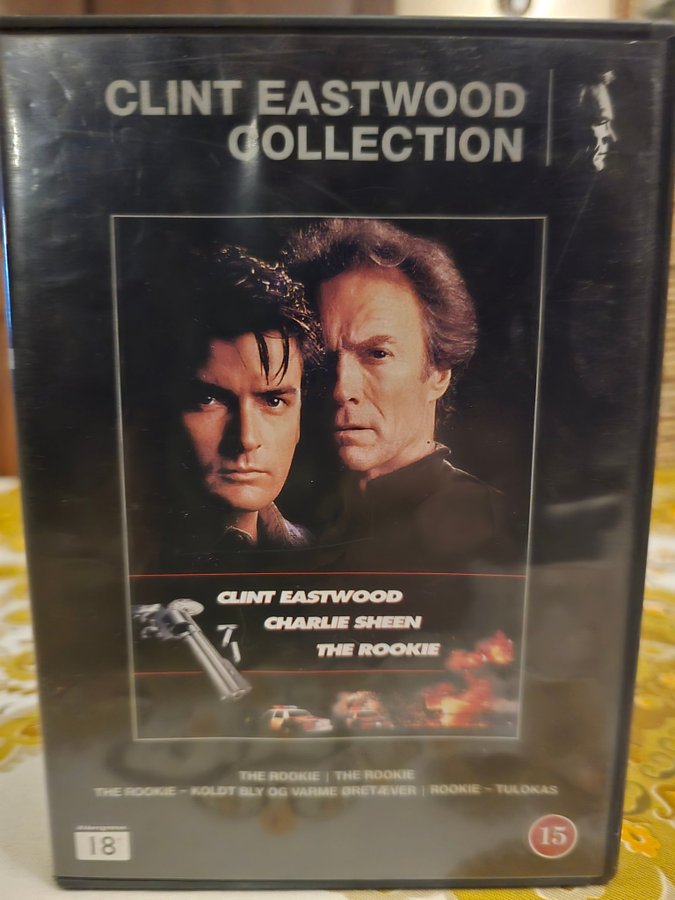 CLINT EASTWOOD
COLLECTION
CLINT EASTWOOD
CHARLIE SHEEN
THE ROOKIE
THE ROOKIE | THE ROOKIE
THE ROOKIE – KOLDT BLY OG VARME ØRETÆVER | ROOKIE – TULOKAS
Aldersgrense
18
15